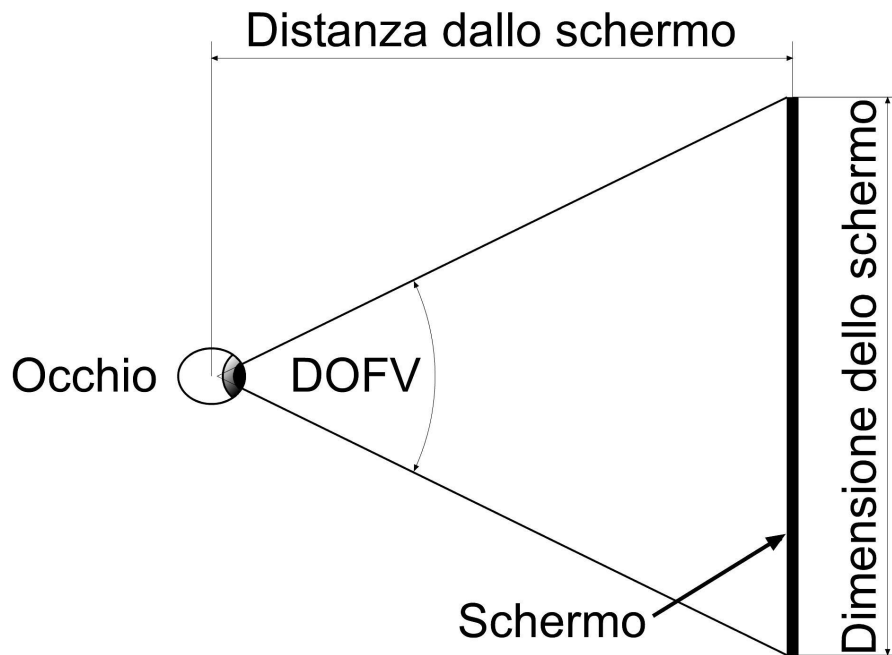 Distanza dallo schermo
Occhio
DOFV
Dimensione dello schermo
Schermo